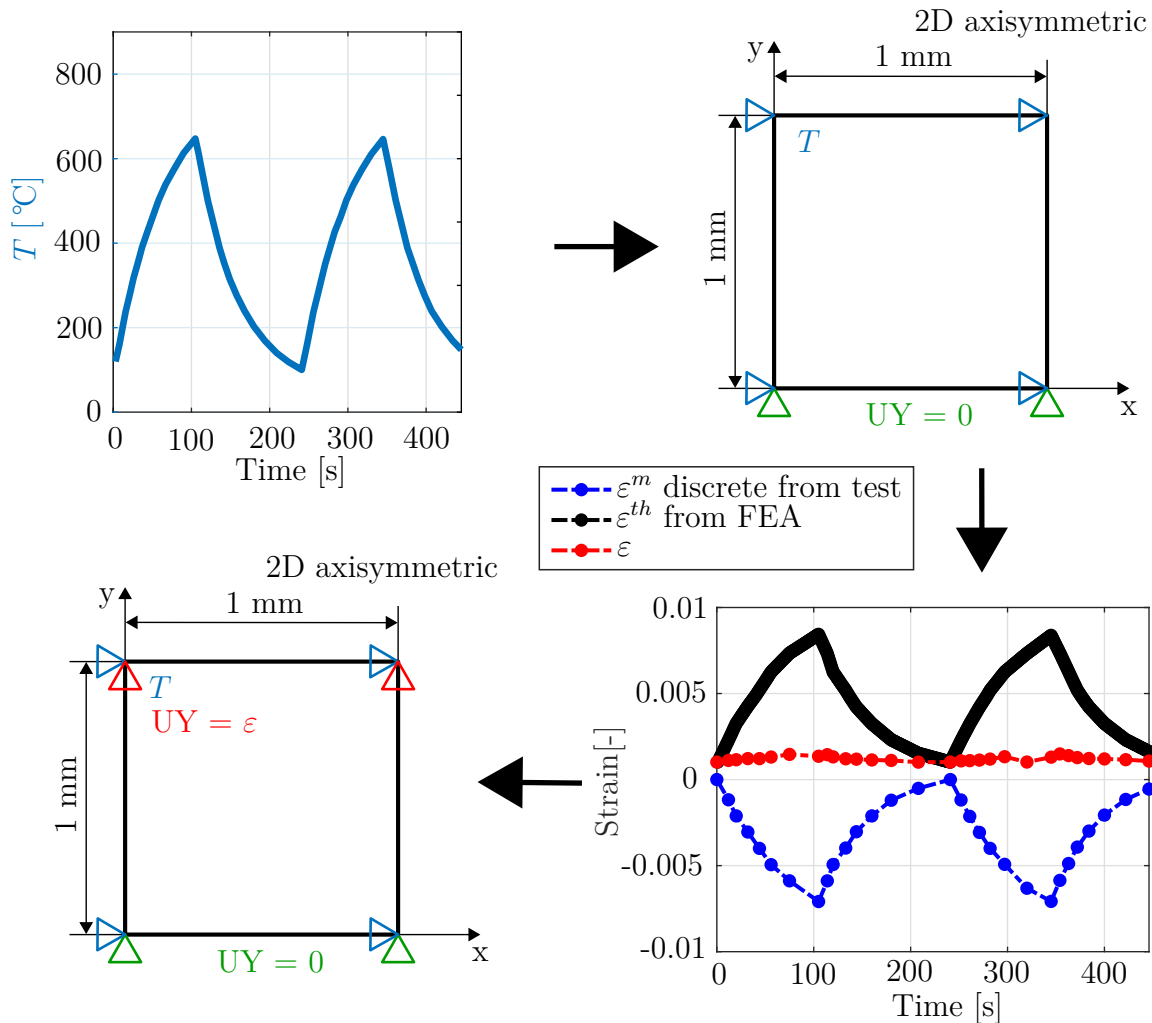 800
600
400
200
0
T [℃]
0 100 200 300 400
Time [s]
2D axisymmetric
y
1 mm
T
1 mm
x
UY = 0
εᵐ discrete from test
εᵗʰ from FEA
ε
2D axisymmetric
y
1 mm
T
UY = ε
1 mm
x
UY = 0
0.01
0.005
0
-0.005
-0.01
Strain[-]
0 100 200 300 400
Time [s]